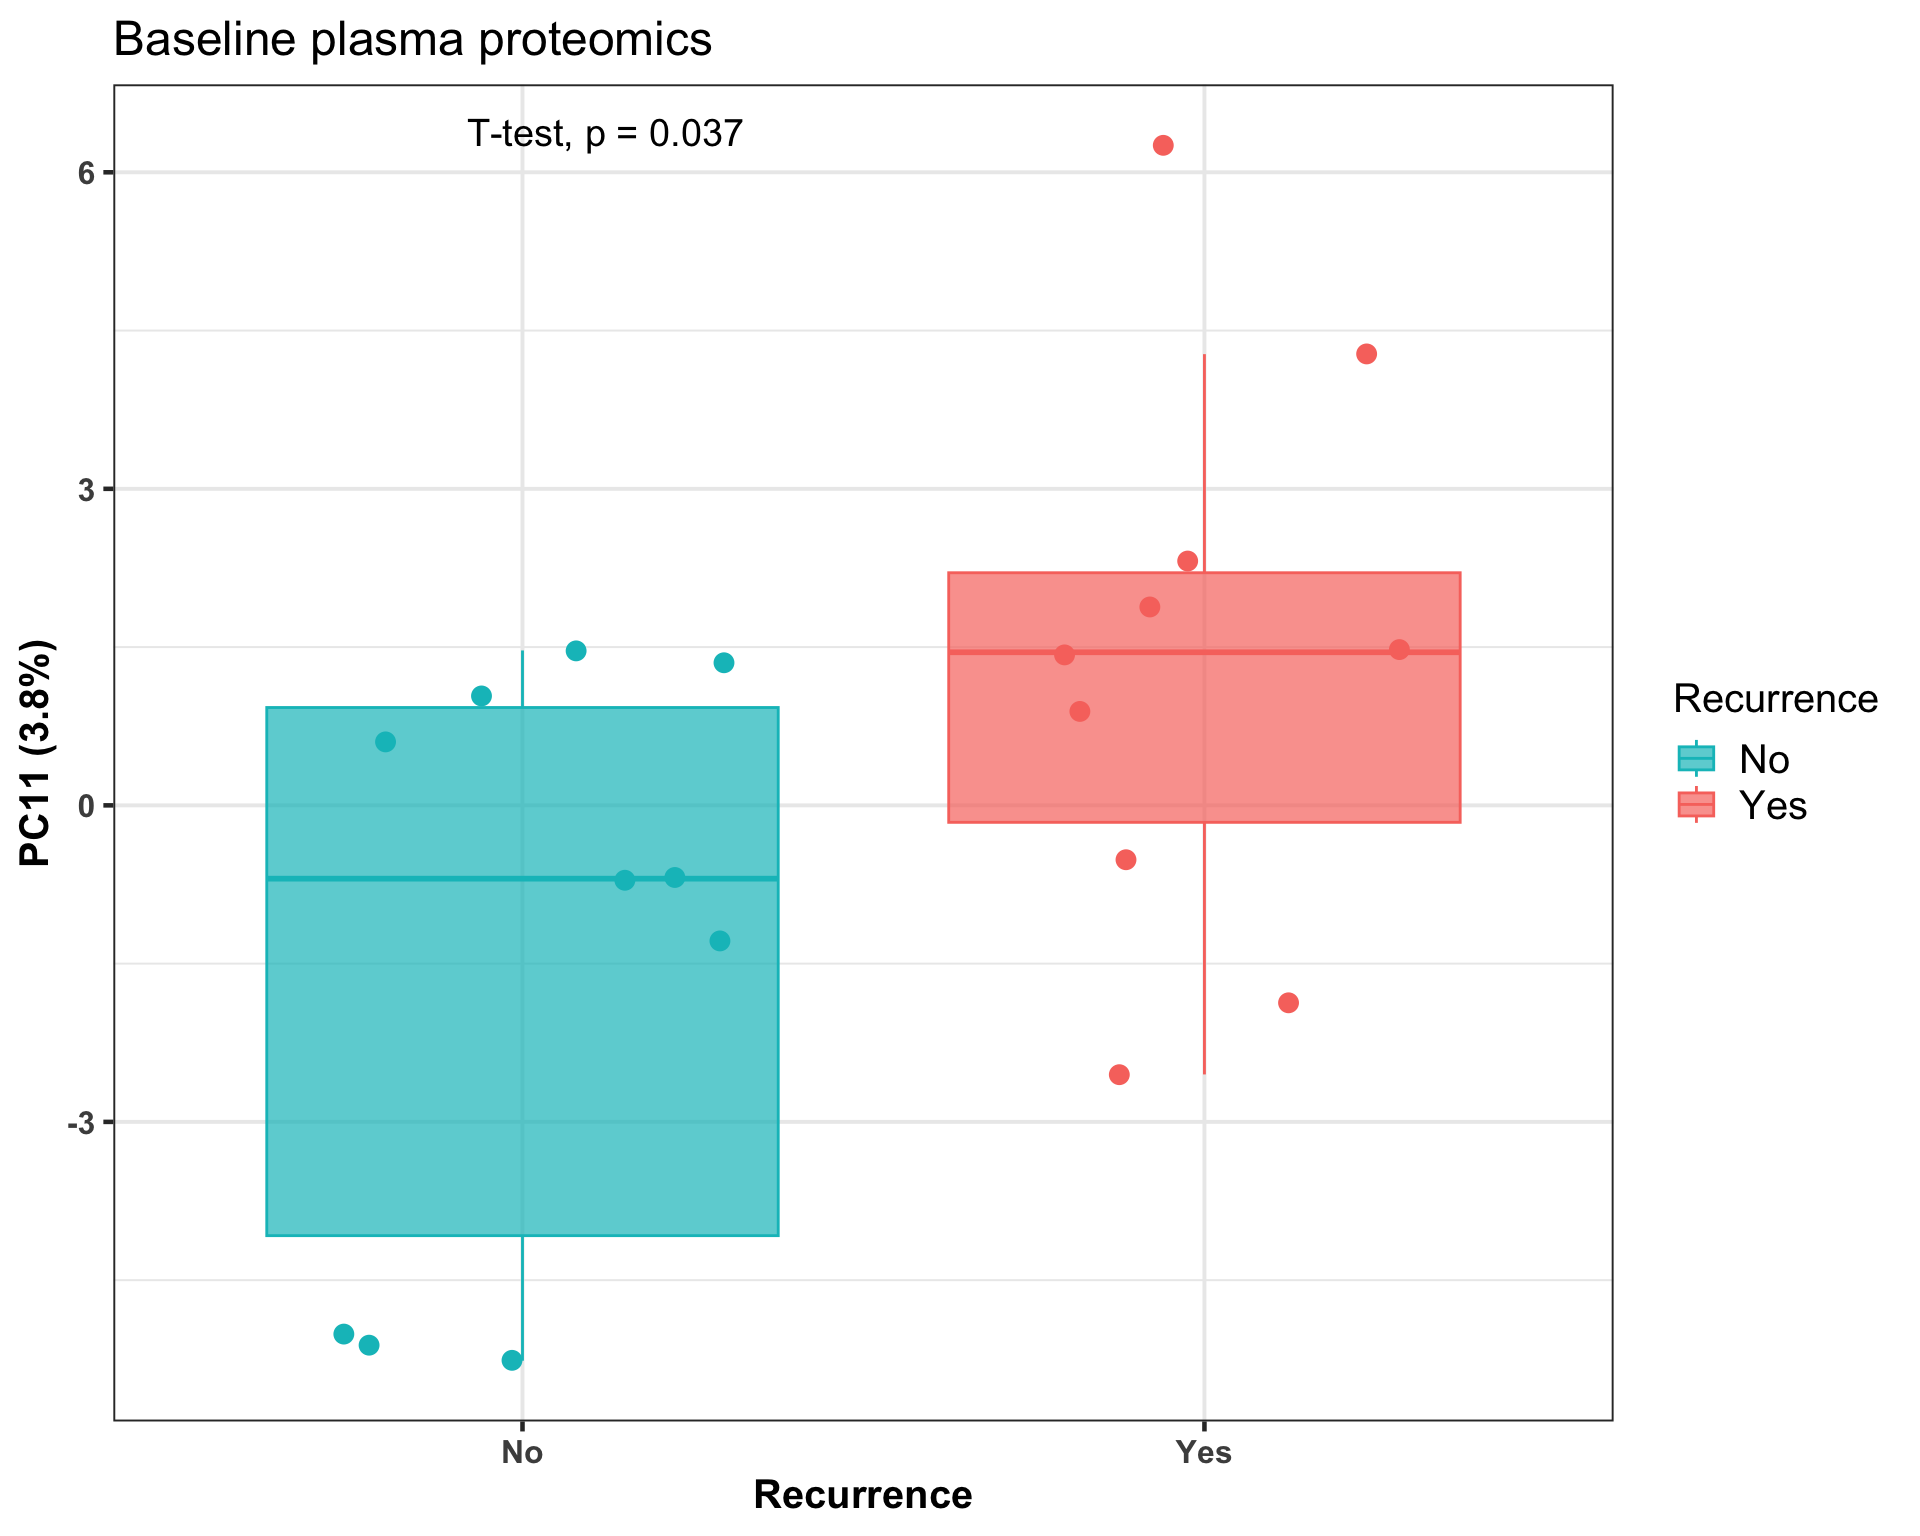 Baseline plasma proteomics
T-test, p = 0.037
6
3
0
-3
PC11 (3.8%)
No
Yes
Recurrence
Recurrence
No
Yes